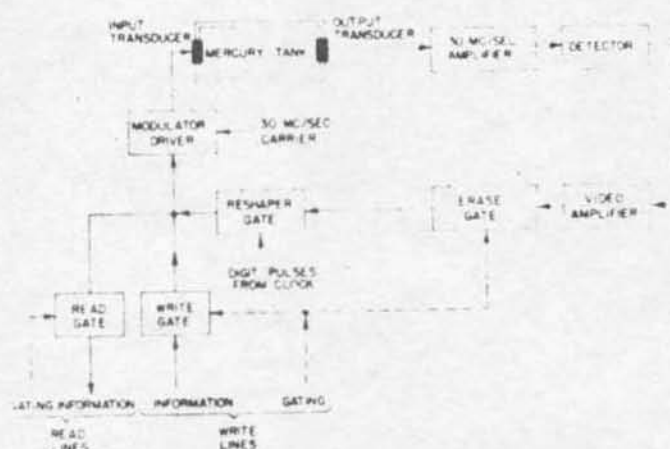 INPUT
TRANSDUCER
MERCURY TANK
OUTPUT
TRANSDUCER
30 MC/SEC
AMPLIFIER
DETECTOR
MODULATOR
DRIVER
30 MC/SEC
CARRIER
RESHAPER
GATE
ERASE
GATE
VIDEO
AMPLIFIER
DIGIT PULSES
FROM CLOCK
READ
GATE
WRITE
GATE
GATING INFORMATION
INFORMATION
GATING
READ
LINES
WRITE
LINES